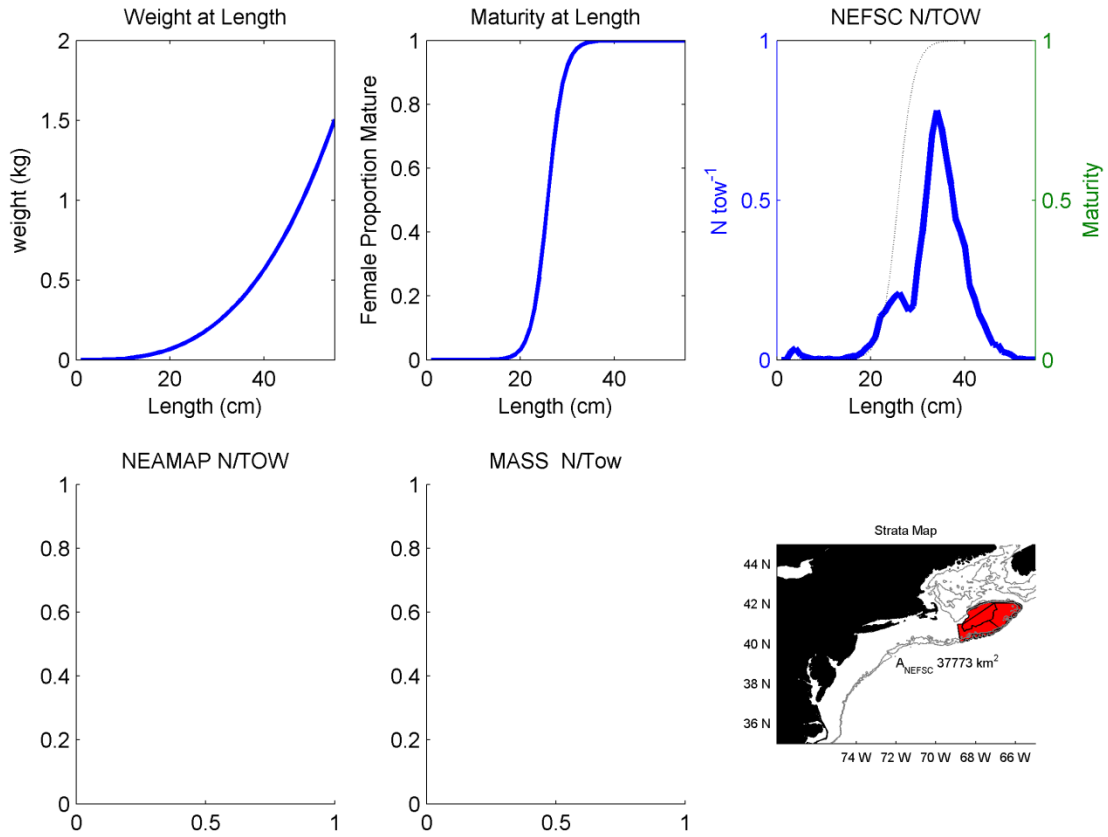 Weight at Length
2
1.5
1
0.5
0
weight (kg)
0 20 40
Length (cm)
Maturity at Length
1
0.8
0.6
0.4
0.2
0
Female Proportion Mature
0 20 40
Length (cm)
NEFSC N/TOW
1
0.5
0
N tow-1
1
0.5
0
Maturity
0 20 40
Length (cm)
NEAMAP N/TOW
1
0.8
0.6
0.4
0.2
0
0 0.5 1
MASS N/Tow
1
0.8
0.6
0.4
0.2
0
0 0.5 1
Strata Map
44 N
42 N
40 N
38 N
36 N
A NEFSC 37773 km2
74 W 72 W 70 W 68 W 66 W